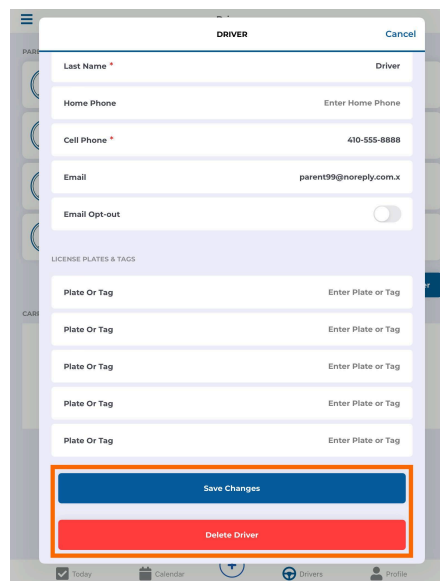 DRIVER Cancel
Last Name * Driver
Home Phone Enter Home Phone
Cell Phone * 410-555-8888
Email parent99@noreply.com.x
Email Opt-out
LICENSE PLATES & TAGS
Plate Or Tag Enter Plate or Tag
Plate Or Tag Enter Plate or Tag
Plate Or Tag Enter Plate or Tag
Plate Or Tag Enter Plate or Tag
Plate Or Tag Enter Plate or Tag
Save Changes
Delete Driver
Today Calendar + Drivers Profile